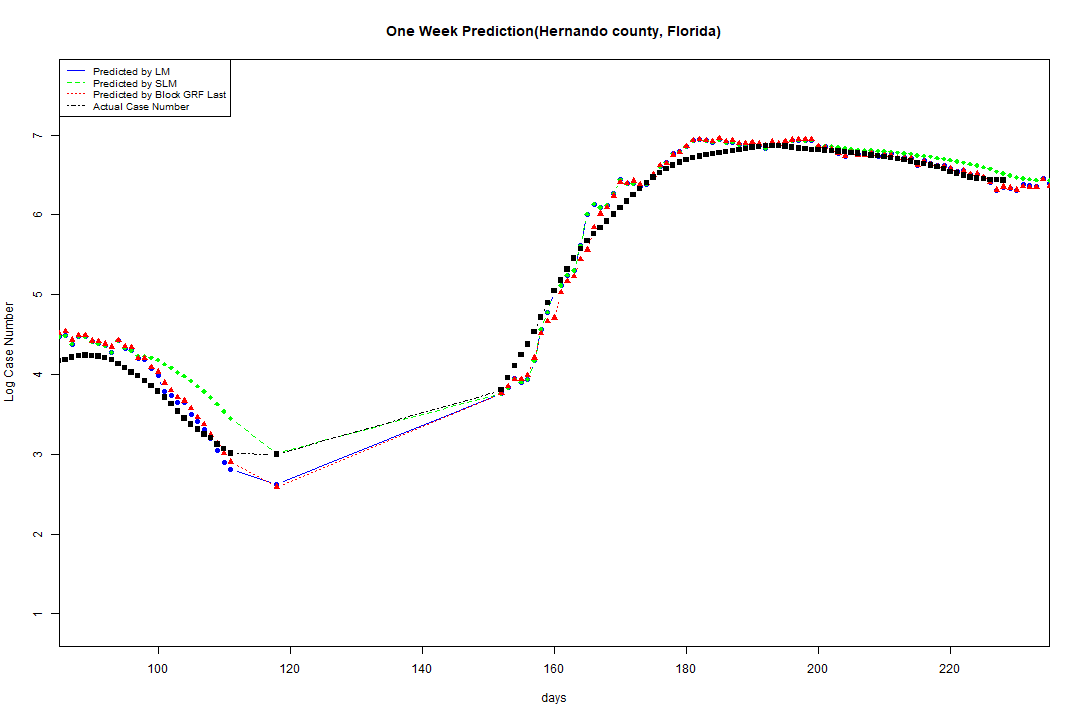 One Week Prediction(Hernando county, Florida)
Predicted by LM
Predicted by SLM
Predicted by Block GRF Last
Actual Case Number
7
6
5
4
3
2
1
Log Case Number
100 120 140 160 180 200 220
days